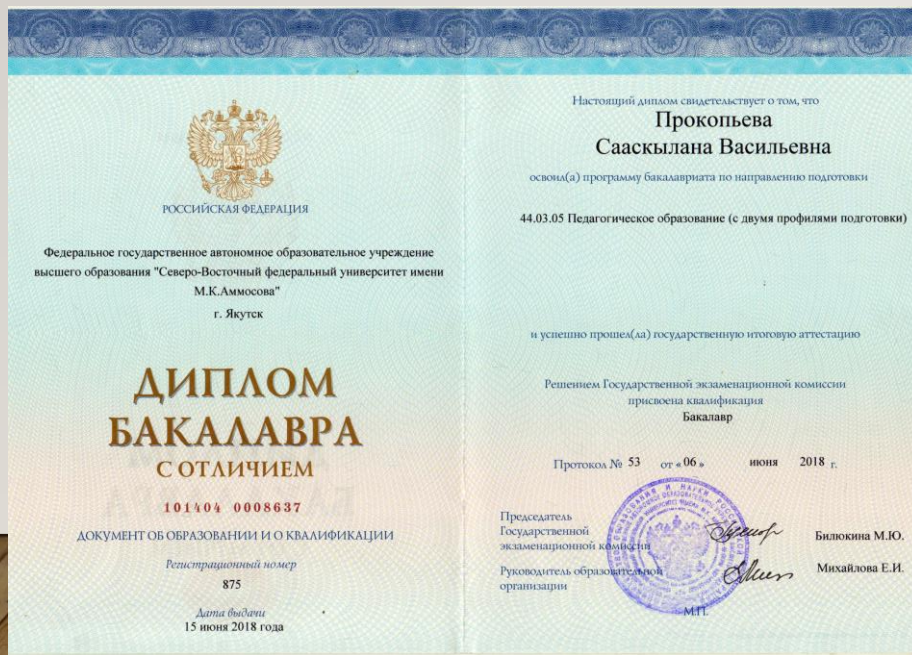 РОССИЙСКАЯ ФЕДЕРАЦИЯ
Федеральное государственное автономное образовательное учреждение
высшего образования "Северо-Восточный федеральный университет имени
М.К.Аммосова"
г. Якутск
ДИПЛОМ
БАКАЛАВРА
С ОТЛИЧИЕМ
101404 0008637
ДОКУМЕНТ ОБ ОБРАЗОВАНИИ И О КВАЛИФИКАЦИИ
Регистрационный номер
875
Дата выдачи
15 июня 2018 года
Настоящий диплом свидетельствует о том, что
Прокопьева
Сааскылана Васильевна
освоил(а) программу бакалавриата по направлению подготовки
44.03.05 Педагогическое образование (с двумя профилями подготовки)
и успешно прошел(ла) государственную итоговую аттестацию
Решением Государственной экзаменационной комиссии
присвоена квалификация
Бакалавр
Протокол № 53 от « 06 » июня 2018 г.
Председатель
Государственной
экзаменационной комиссии
Билюкина М.Ю.
Руководитель образовательной
организации
Михайлова Е.И.
М.П.